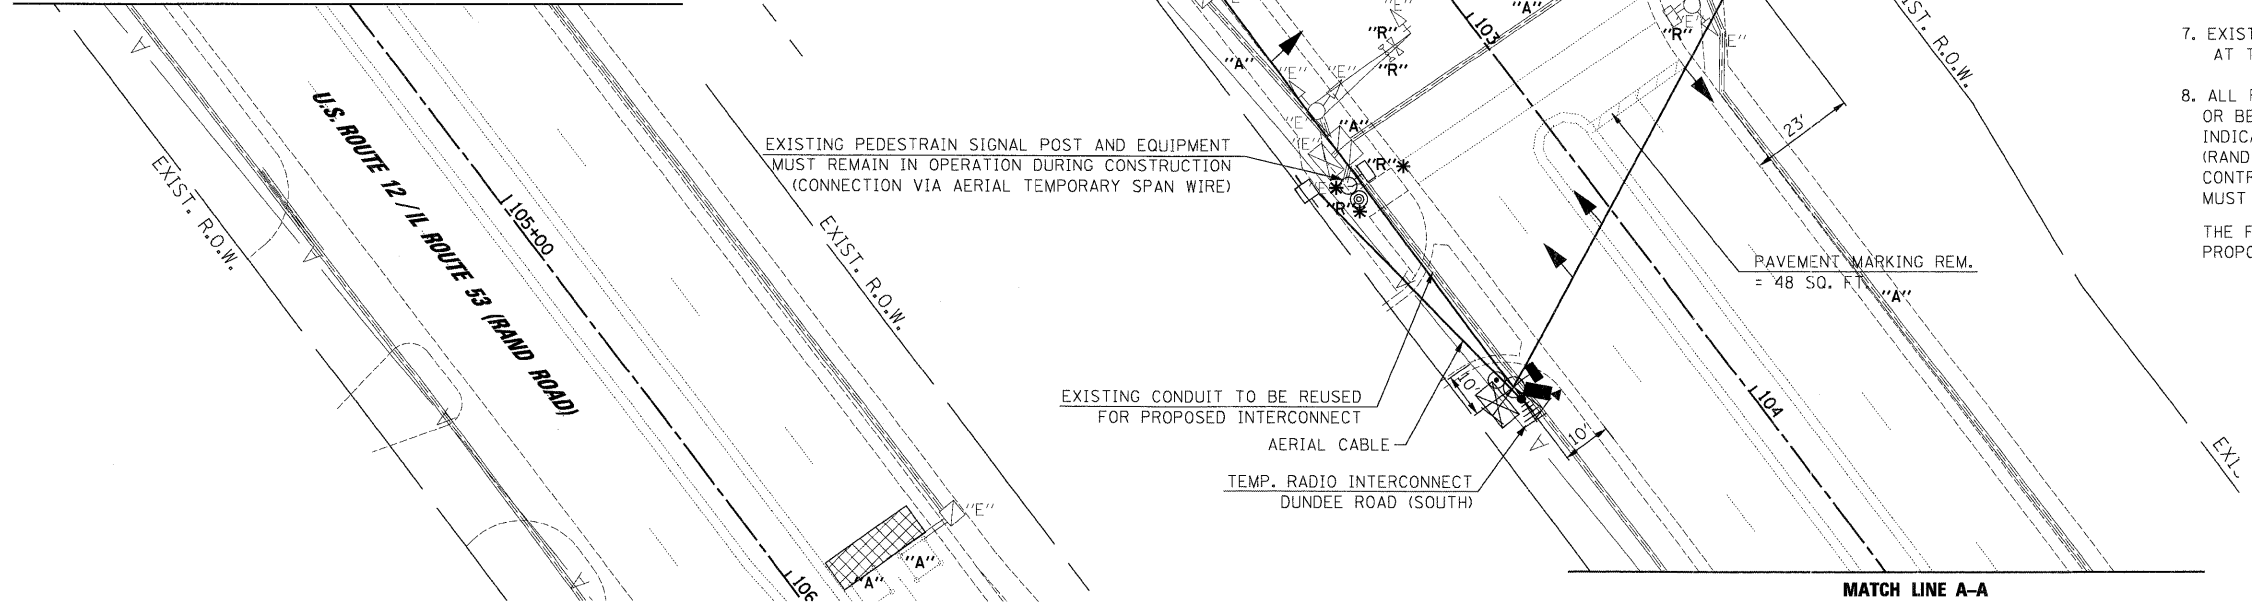 U.S. ROUTE 12 / IL ROUTE 53 (RAND ROAD)
EXIST. R.O.W.
105+00
EXIST. R.O.W.
106
"E"
"A"
"A"
EXISTING PEDESTRAIN SIGNAL POST AND EQUIPMENT
MUST REMAIN IN OPERATION DURING CONSTRUCTION
(CONNECTION VIA AERIAL TEMPORARY SPAN WIRE)
"A"
"E"
"R"
"R"
"E"
"E"
"A"
"E"
"E"
"R"
"R"
103
"A"
"R"
"E"
EXIST. R.O.W.
23'
PAVEMENT MARKING REM.
= 48 SQ. FT.
"A"
EXISTING CONDUIT TO BE REUSED
FOR PROPOSED INTERCONNECT
AERIAL CABLE
TEMP. RADIO INTERCONNECT
DUNDEE ROAD (SOUTH)
10'
10'
104
MATCH LINE A-A
7. EXIST
AT T
8. ALL
OR BE
INDIC
(RAND
CONTR
MUST
THE F
PROPO